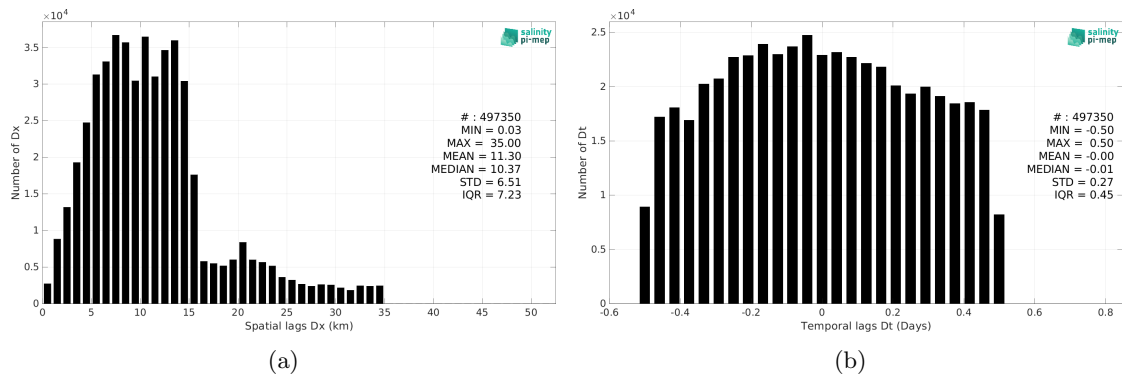 ×10⁴
3.5
3
2.5
2
1.5
1
0.5
0
0 5 10 15 20 25 30 35 40 45 50
Number of Dx
Spatial lags Dx (km)
salinity
pi-mep
# : 497350
MIN = 0.03
MAX = 35.00
MEAN = 11.30
MEDIAN = 10.37
STD = 6.51
IQR = 7.23
(a)
×10⁴
2.5
2
1.5
1
0.5
0
-0.6 -0.4 -0.2 0 0.2 0.4 0.6 0.8
Number of Dt
Temporal lags Dt (Days)
salinity
pi-mep
# : 497350
MIN = -0.50
MAX = 0.50
MEAN = -0.00
MEDIAN = -0.01
STD = 0.27
IQR = 0.45
(b)